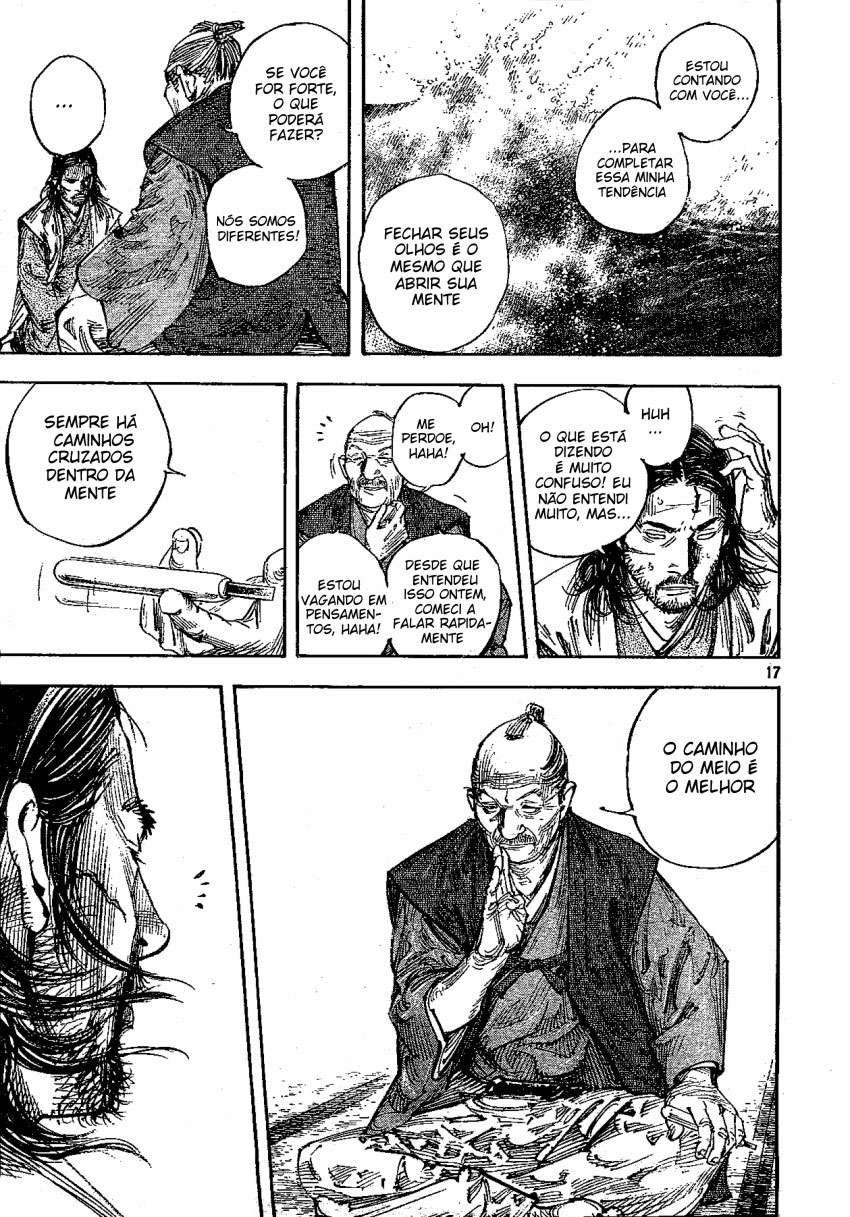 ESTOU
CONTANDO
COM VOCÊ...
...PARA
COMPLETAR
ESSA MINHA
TENDÊNCIA
FECHAR SEUS
OLHOS É O
MESMO QUE
ABRIR SUA
MENTE
SE VOCÊ
FOR FORTE,
O QUE
PODERÁ
FAZER?
NÓS SOMOS
DIFERENTES!
...
HUH
...
O QUE ESTÁ
DIZENDO
É MUITO
CONFUSO! EU
NÃO ENTENDI
MUITO, MAS...
OH!
ME
PERDOE,
HAHA!
DESDE QUE
ENTENDEU
ISSO ONTEM,
COMECI A
FALAR RAPIDA-
MENTE
ESTOU
VAGANDO EM
PENSAMEN-
TOS, HAHA!
SEMPRE HÁ
CAMINHOS
CRUZADOS
DENTRO DA
MENTE
17
O CAMINHO
DO MEIO É
O MELHOR